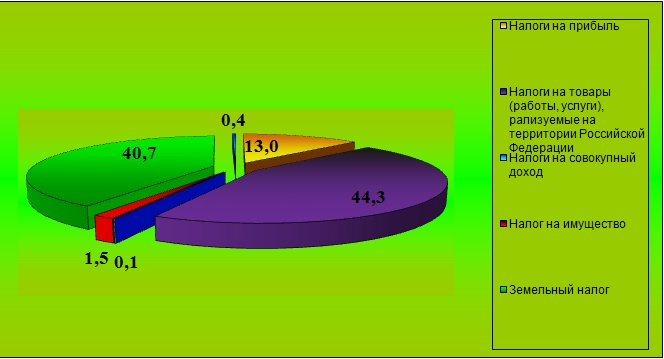 0,4
13,0
40,7
44,3
1,5
0,1
Налоги на прибыль
Налоги на товары
(работы, услуги),
рализуемые на
территории Российской
Федерации
Налоги на совокупный
доход
Налог на имущество
Земельный налог